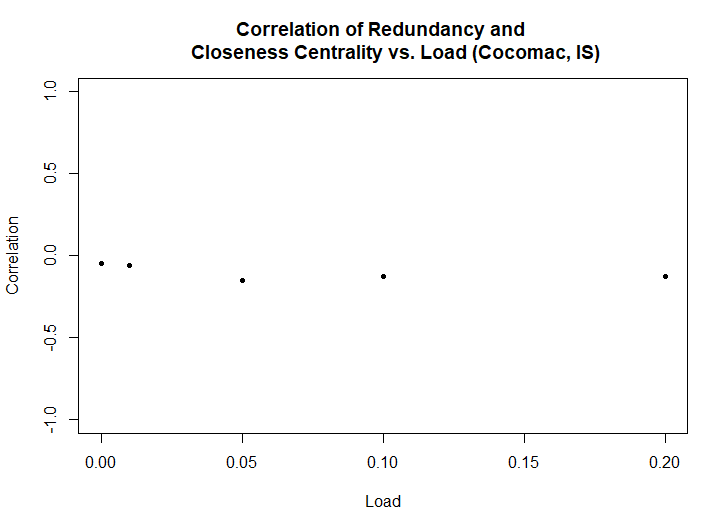 Correlation of Redundancy and
Closeness Centrality vs. Load (Cocomac, IS)
1.0
0.5
0.0
-0.5
-1.0
Correlation
0.00 0.05 0.10 0.15 0.20
Load